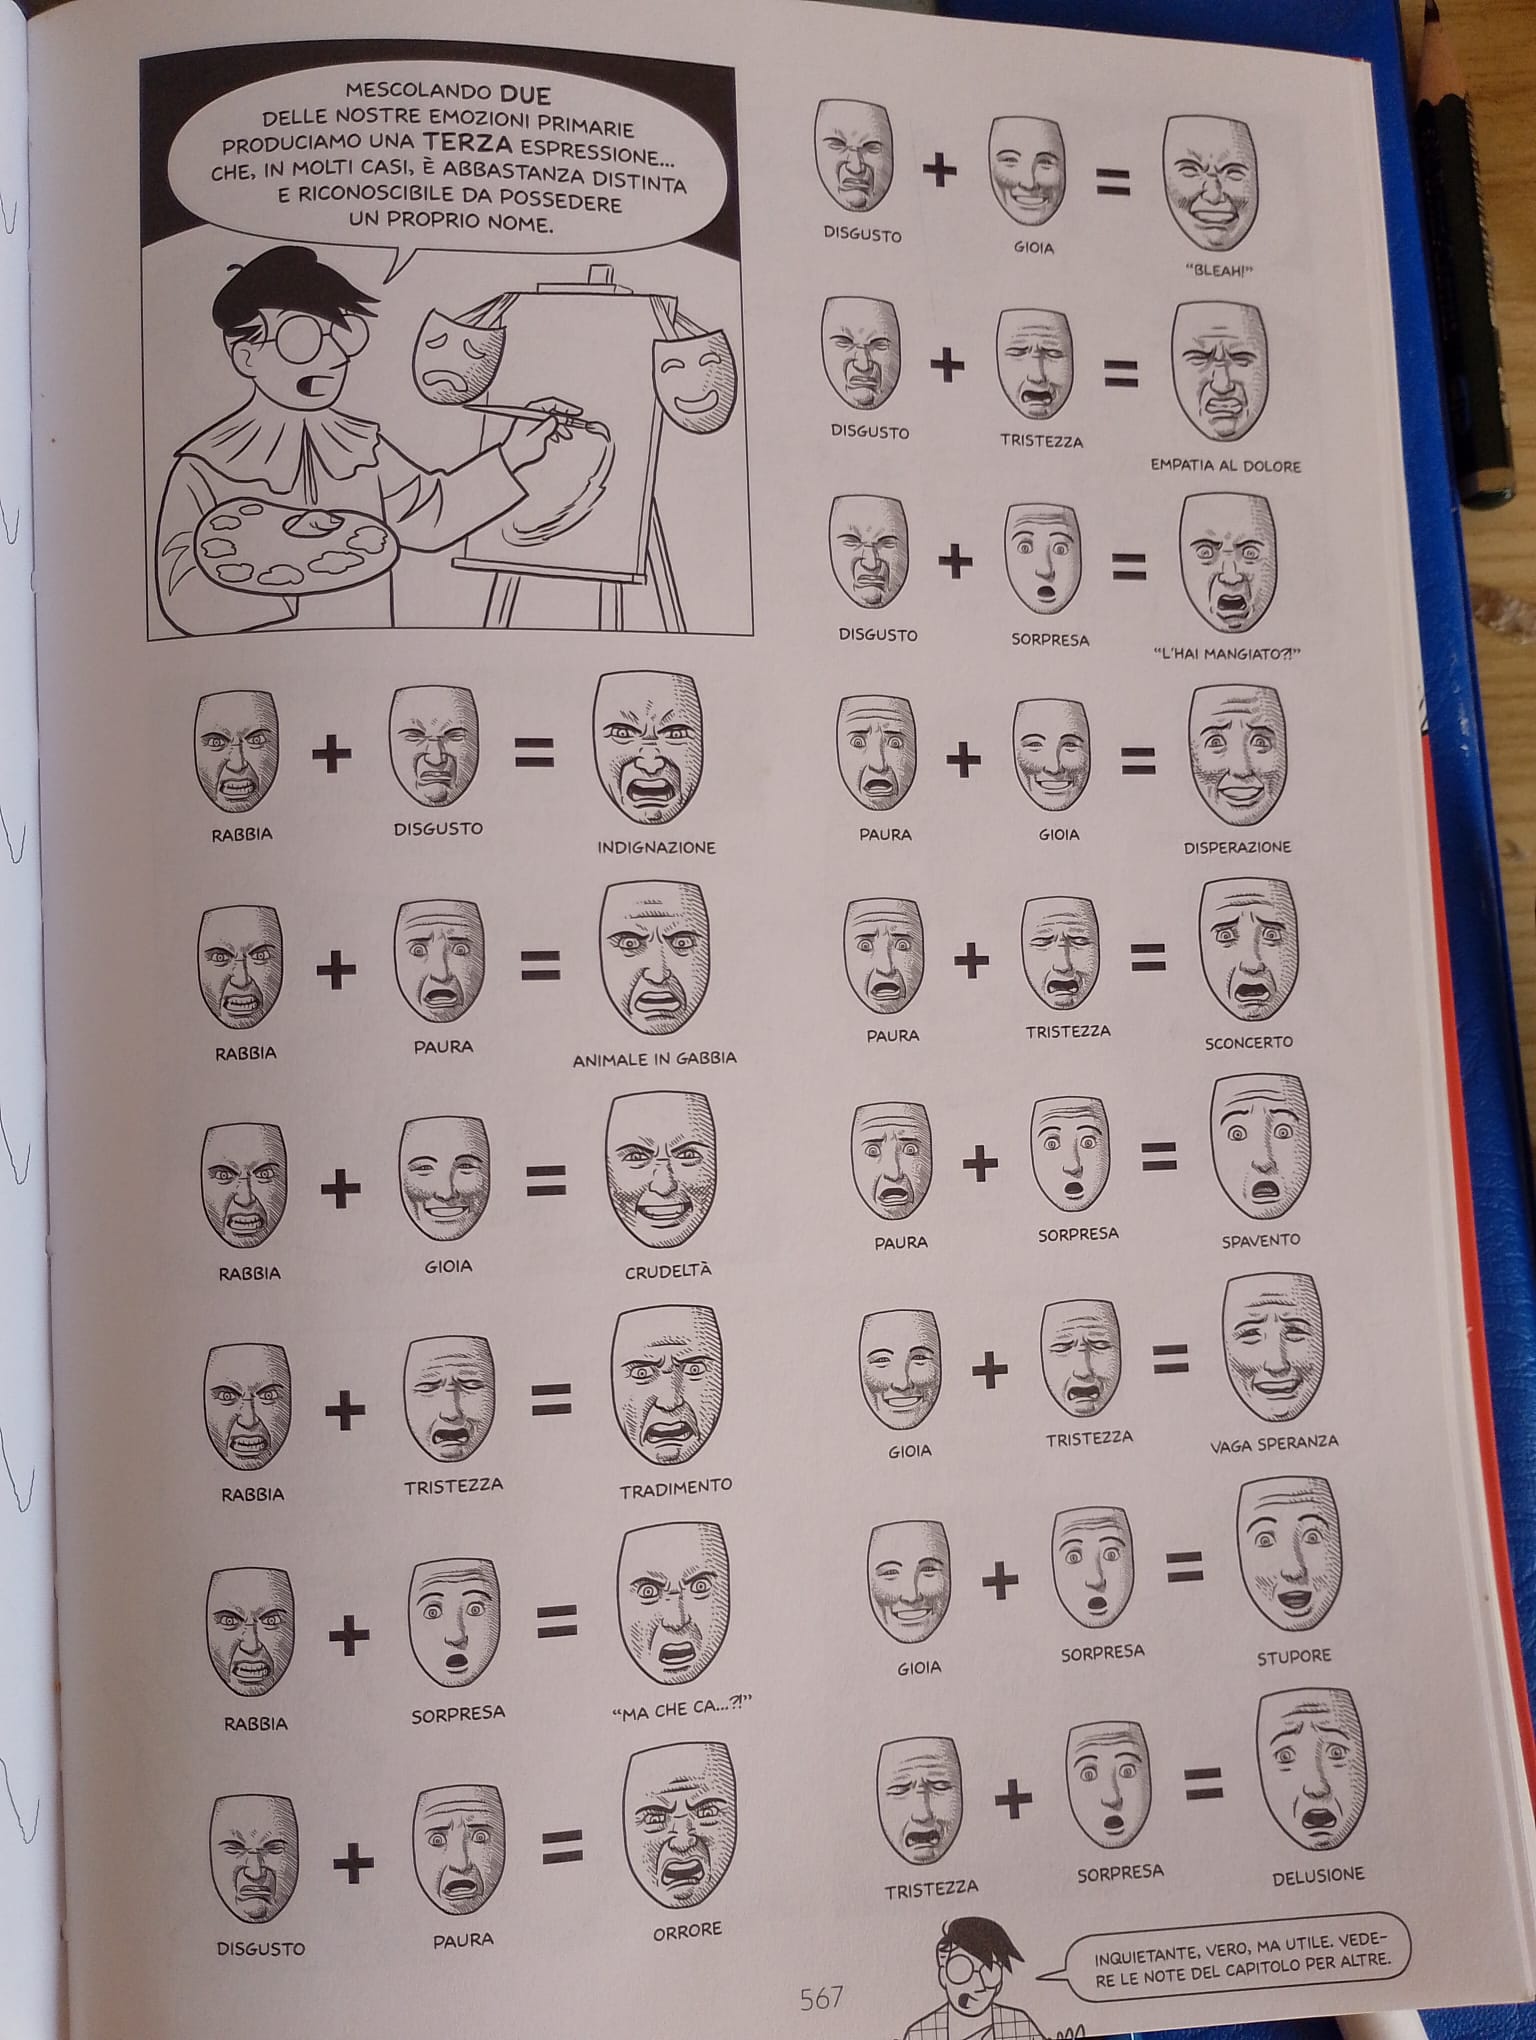 MESCOLANDO DUE
DELLE NOSTRE EMOZIONI PRIMARIE
PRODUCIAMO UNA TERZA ESPRESSIONE...
CHE, IN MOLTI CASI, È ABBASTANZA DISTINTA
E RICONOSCIBILE DA POSSEDERE
UN PROPRIO NOME.
RABBIA + DISGUSTO = INDIGNAZIONE
RABBIA + PAURA = ANIMALE IN GABBIA
RABBIA + GIOIA = CRUDELTÀ
RABBIA + TRISTEZZA = TRADIMENTO
RABBIA + SORPRESA = "MA CHE CA...?!"
DISGUSTO + PAURA = ORRORE
DISGUSTO + GIOIA = "BLEAH!"
DISGUSTO + TRISTEZZA = EMPATIA AL DOLORE
DISGUSTO + SORPRESA = "L'HAI MANGIATO?!"
PAURA + GIOIA = DISPERAZIONE
PAURA + TRISTEZZA = SCONCERTO
PAURA + SORPRESA = SPAVENTO
GIOIA + TRISTEZZA = VAGA SPERANZA
GIOIA + SORPRESA = STUPORE
TRISTEZZA + SORPRESA = DELUSIONE
INQUIETANTE, VERO, MA UTILE. VEDE-
RE LE NOTE DEL CAPITOLO PER ALTRE.
567